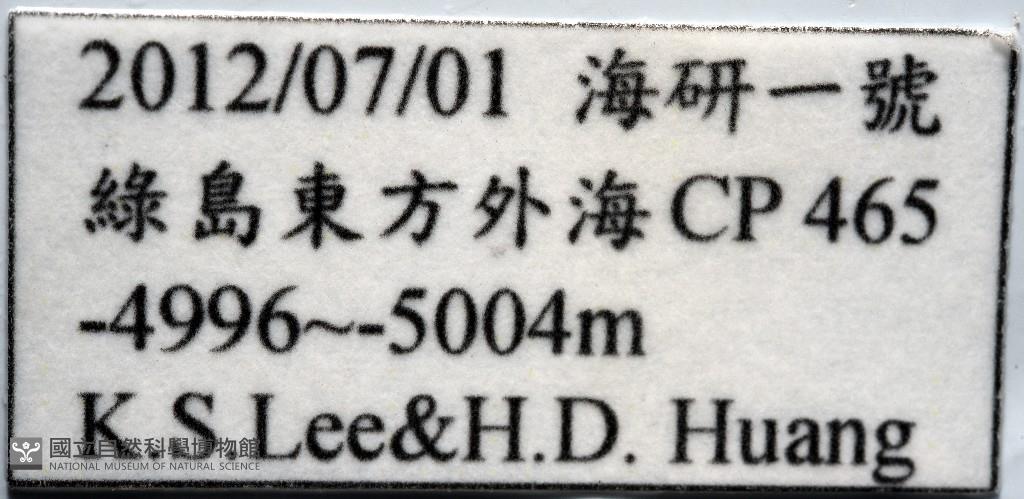 2012/07/01 海研一號
綠島東方外海 CP 465
-4996~-5004m
K.S.Lee&H.D. Huang
國立自然科學博物館
NATIONAL MUSEUM OF NATURAL SCIENCE